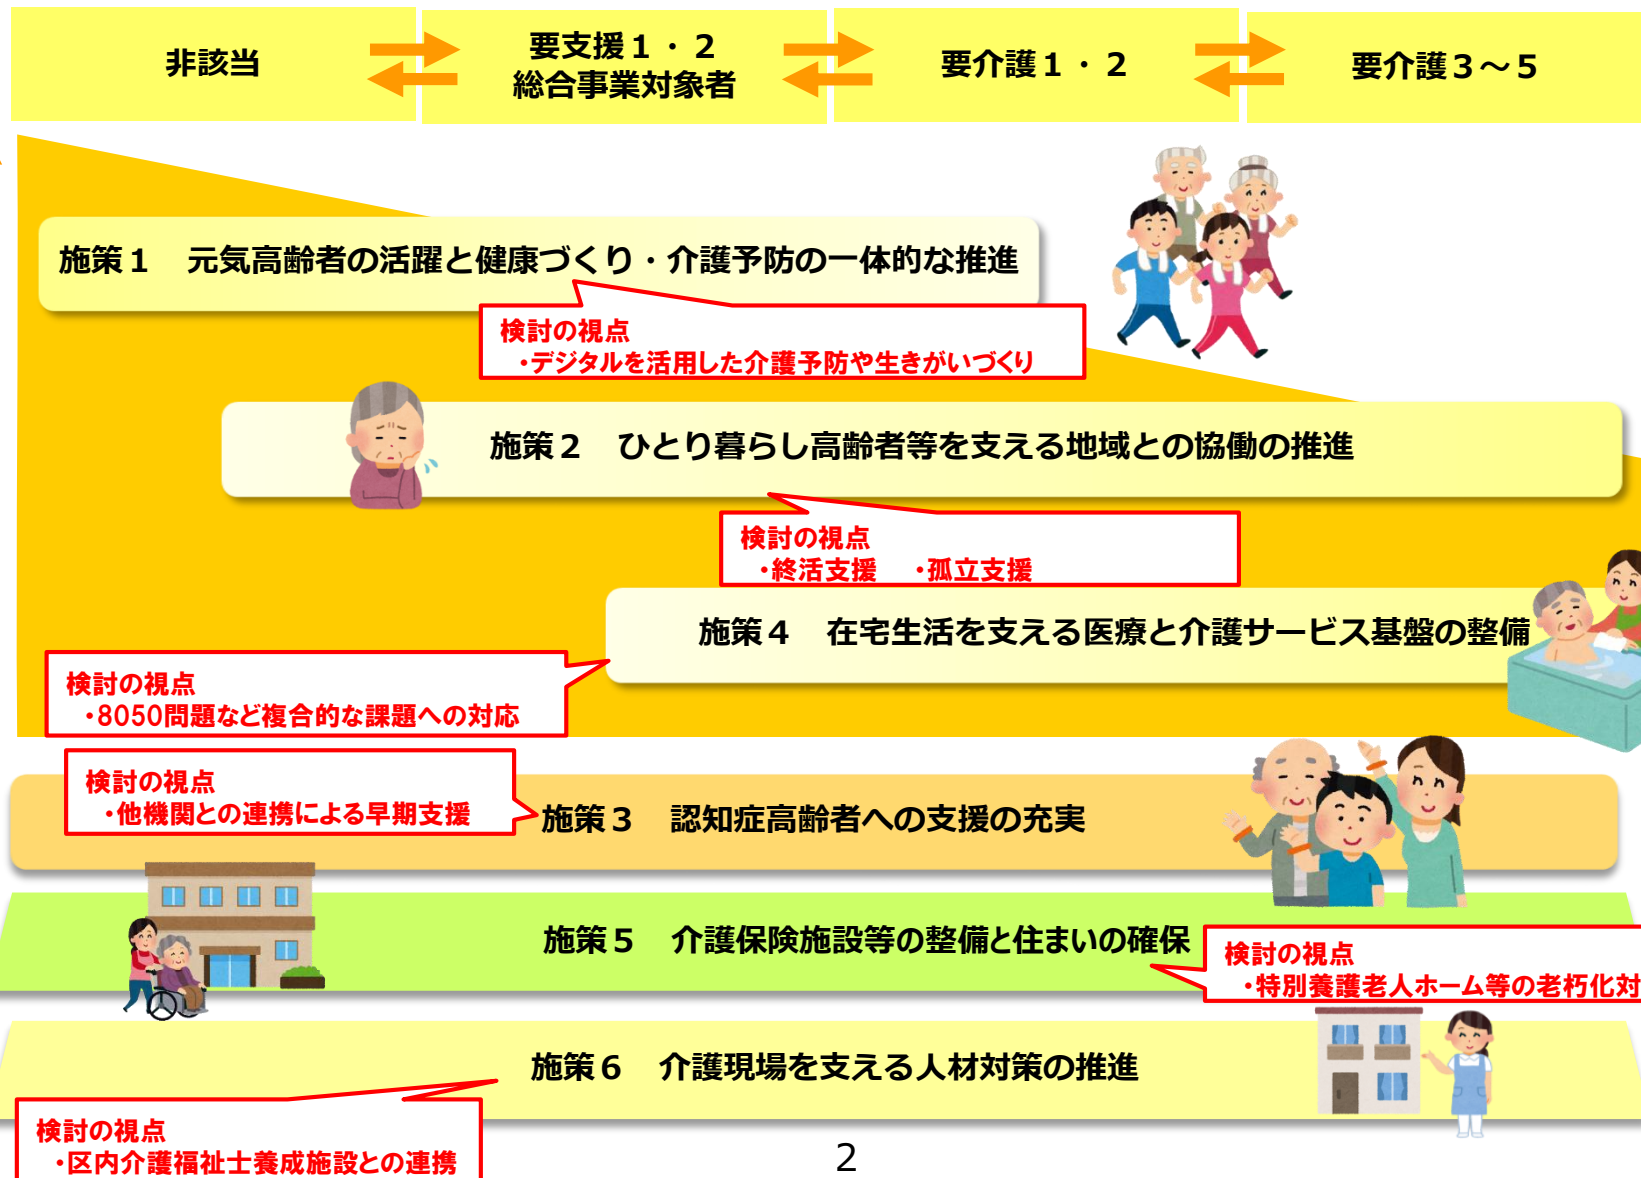 非該当
要支援１・２
総合事業対象者
要介護１・２
要介護３～５
施策１　元気高齢者の活躍と健康づくり・介護予防の一体的な推進
検討の視点
・デジタルを活用した介護予防や生きがいづくり
施策２　ひとり暮らし高齢者等を支える地域との協働の推進
検討の視点
・終活支援　・孤立支援
施策４　在宅生活を支える医療と介護サービス基盤の整備
検討の視点
・8050問題など複合的な課題への対応
検討の視点
・他機関との連携による早期支援
施策３　認知症高齢者への支援の充実
施策５　介護保険施設等の整備と住まいの確保
検討の視点
・特別養護老人ホーム等の老朽化対
施策６　介護現場を支える人材対策の推進
検討の視点
・区内介護福祉士養成施設との連携
2